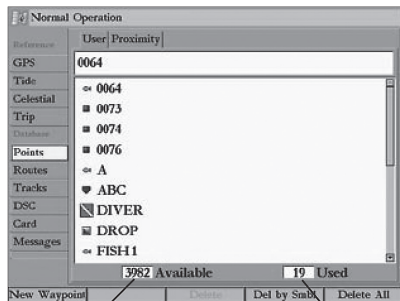 Normal Operation
Reference
User Proximity
GPS
0064
Tide
0064
Celestial
0073
Trip
0074
Database
0076
Points
A
Routes
ABC
Tracks
DIVER
DSC
DROP
Card
FISH1
Messages
3982 Available 19 Used
New Waypoint Delete Del by Smbl Delete All